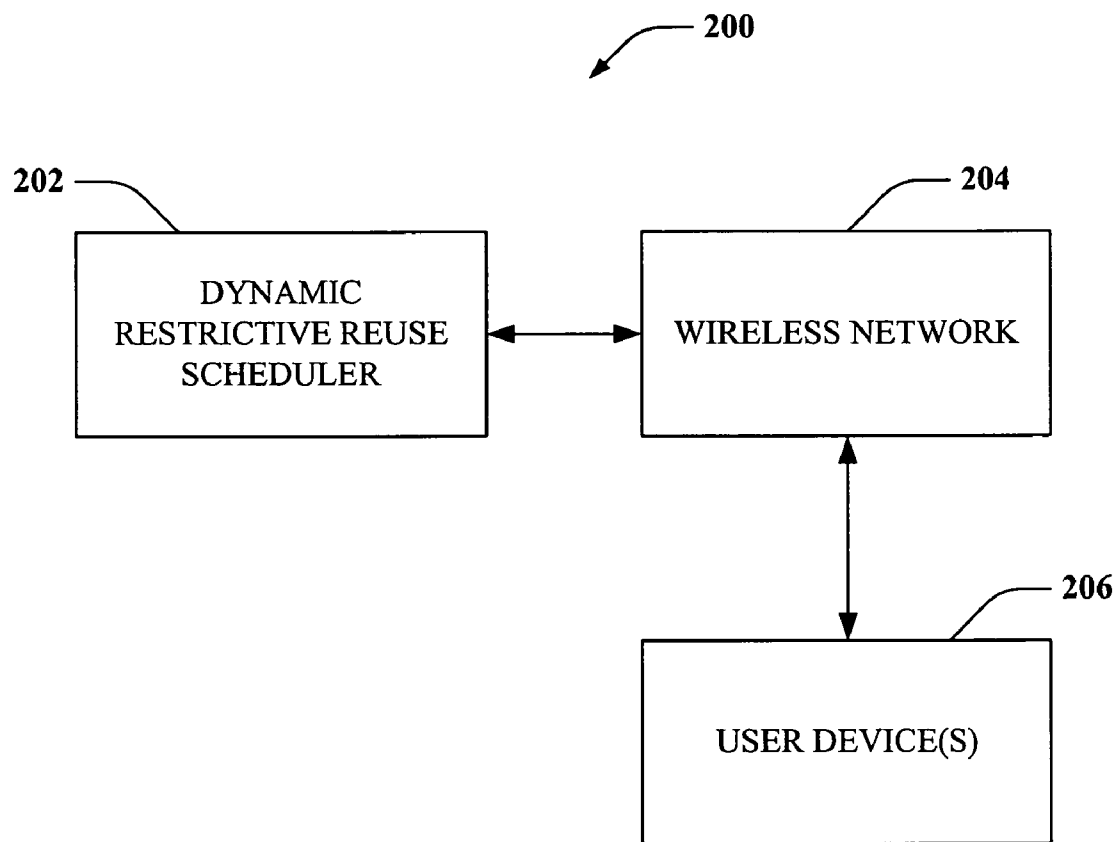 200
202
204
DYNAMIC
RESTRICTIVE REUSE
SCHEDULER
WIRELESS NETWORK
206
USER DEVICE(S)